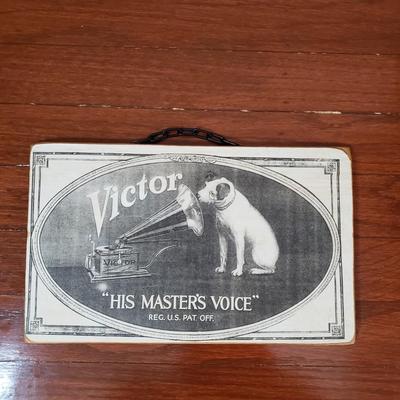 Victor
VICTOR
"HIS MASTER'S VOICE"
REG. U.S. PAT. OFF.